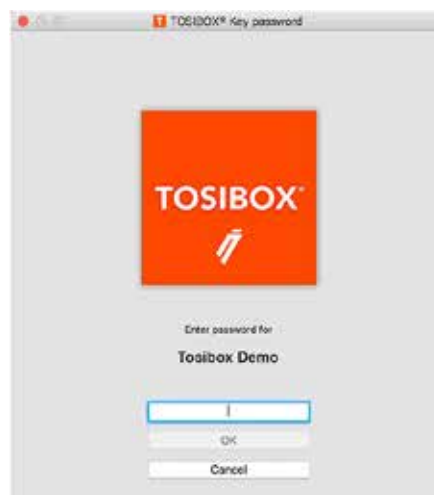 TOSIBOX® Key password
TOSIBOX®
Enter password for
Tosibox Demo
OK
Cancel